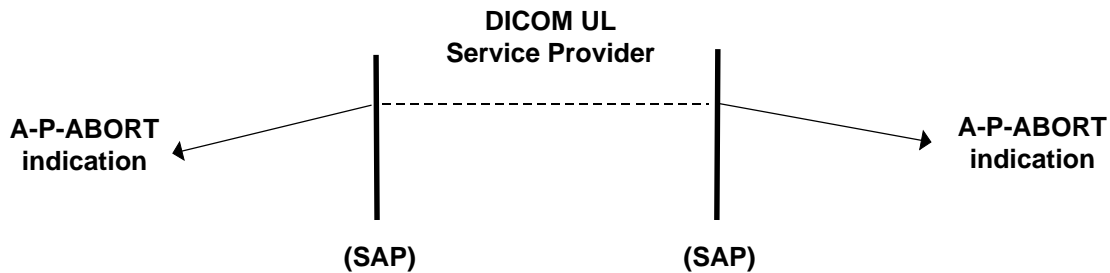 DICOM UL
Service Provider
A-P-ABORT
indication
A-P-ABORT
indication
(SAP)
(SAP)